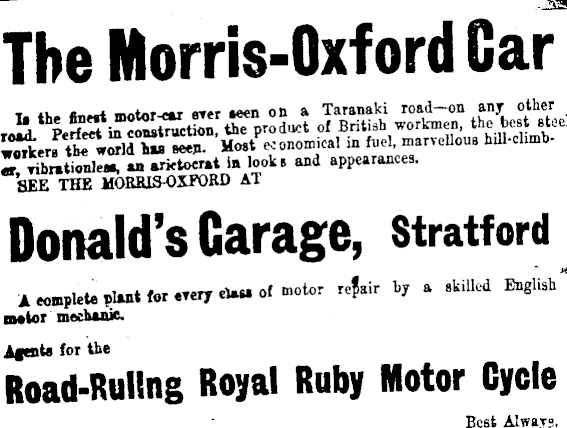 The Morris-Oxford Car
Is the finest motor-car ever seen on a Taranaki road—on any other
road. Perfect in construction, the product of British workmen, the best steel
workers the world has seen. Most economical in fuel, marvellous hill-climb-
er, vibrationless, an arictocrat in looks and appearances.
SEE THE MORRIS-OXFORD AT
Donald's Garage, Stratford
A complete plant for every class of motor repair by a skilled English
motor mechanic.
Agents for the
Road-Ruling Royal Ruby Motor Cycle
Best Always.